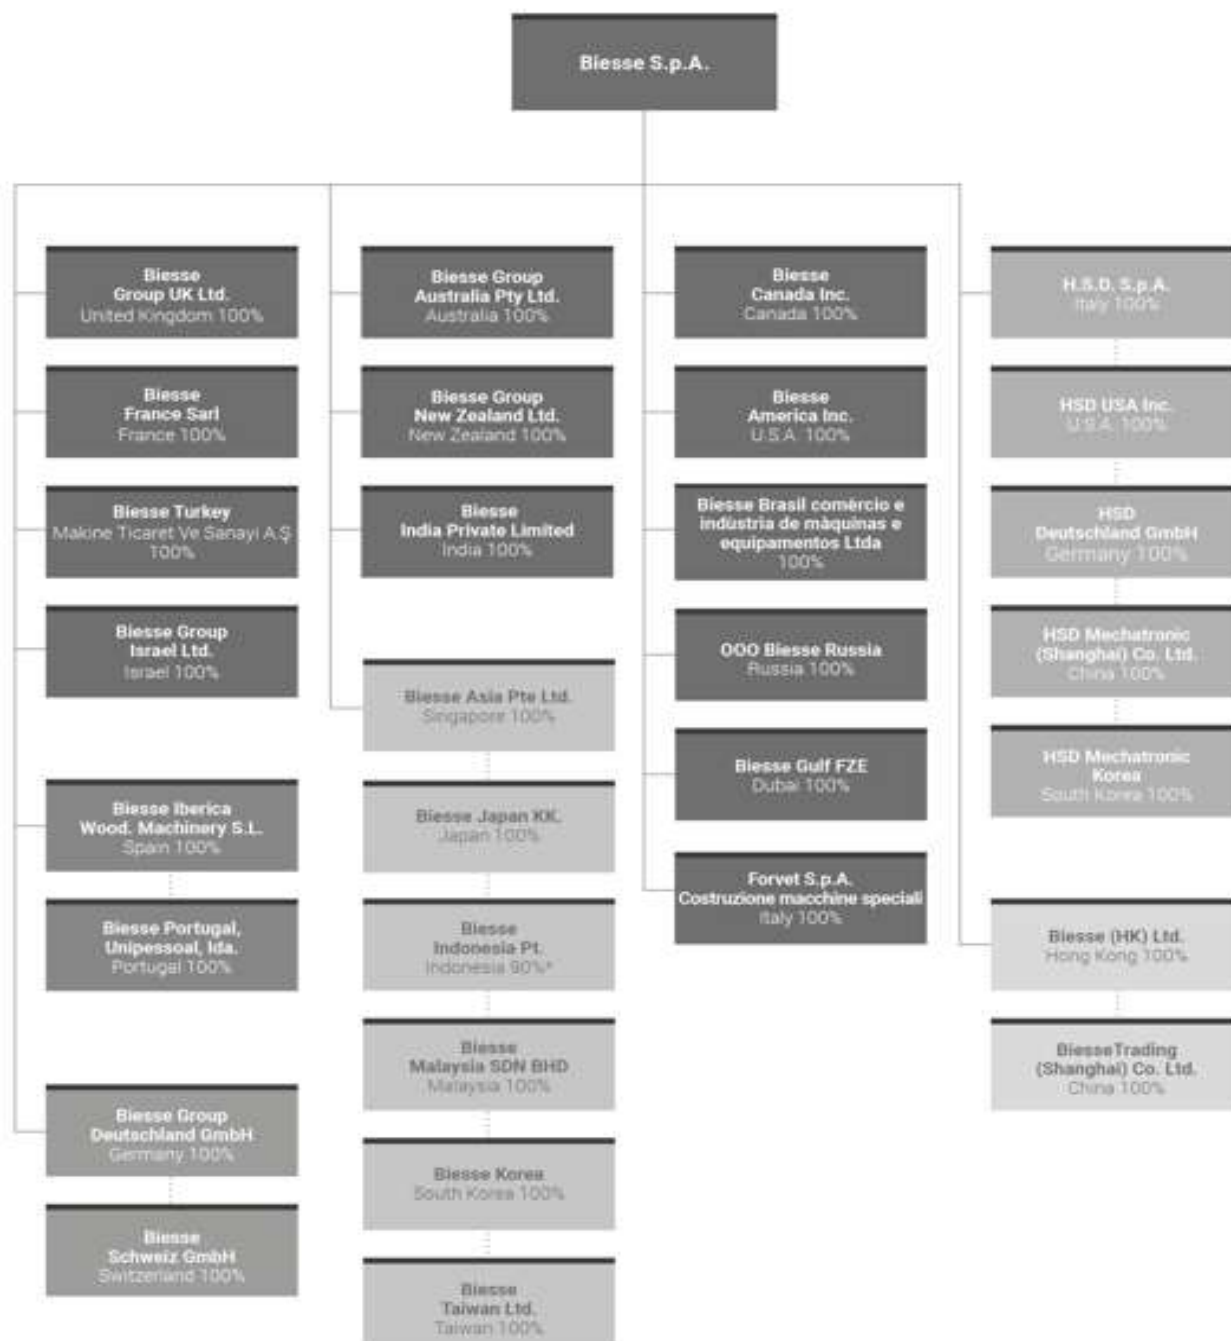 Biesse S.p.A.
Biesse
Group UK Ltd.
United Kingdom 100%
Biesse
France Sarl
France 100%
Biesse Turkey
Makine Ticaret Ve Sanayi A.Ş
100%
Biesse Group
Israel Ltd.
Israel 100%
Biesse Iberica
Wood. Machinery S.L.
Spain 100%
Biesse Portugal,
Unipessoal, lda.
Portugal 100%
Biesse Group
Deutschland GmbH
Germany 100%
Biesse
Schweiz GmbH
Switzerland 100%
Biesse Group
Australia Pty Ltd.
Australia 100%
Biesse Group
New Zealand Ltd.
New Zealand 100%
Biesse
India Private Limited
India 100%
Biesse Asia Pte Ltd.
Singapore 100%
Biesse Japan KK.
Japan 100%
Biesse
Indonesia Pt.
Indonesia 90%*
Biesse
Malaysia SDN BHD
Malaysia 100%
Biesse Korea
South Korea 100%
Biesse
Taiwan Ltd.
Taiwan 100%
Biesse
Canada Inc.
Canada 100%
Biesse
America Inc.
U.S.A. 100%
Biesse Brasil comércio e
indústria de máquinas e
equipamentos Ltda
100%
OOO Biesse Russia
Russia 100%
Biesse Gulf FZE
Dubai 100%
Forvet S.p.A.
Costruzione macchine speciali
Italy 100%
H.S.D. S.p.A.
Italy 100%
HSD USA Inc.
U.S.A. 100%
HSD
Deutschland GmbH
Germany 100%
HSD Mechatronic
(Shanghai) Co. Ltd.
China 100%
HSD Mechatronic
Korea
South Korea 100%
Biesse (HK) Ltd.
Hong Kong 100%
BiesseTrading
(Shanghai) Co. Ltd.
China 100%